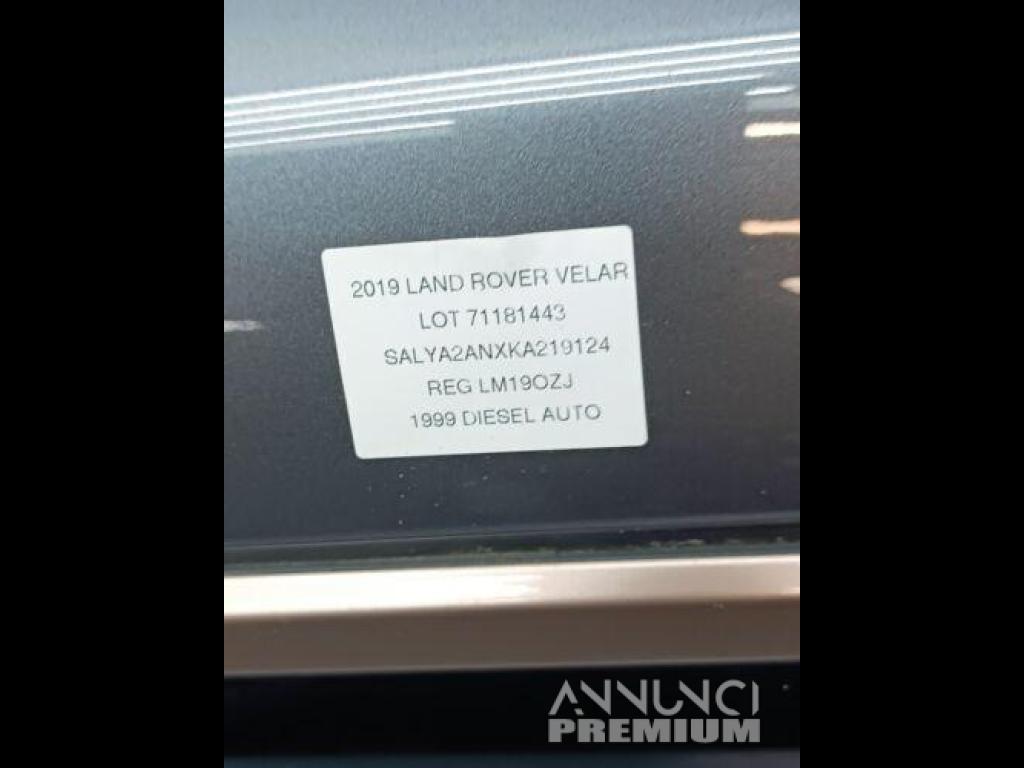 2019 LAND ROVER VELAR
LOT 71181443
SALYA2ANXKA219124
REG LM19OZJ
1999 DIESEL AUTO
ANNUNCI
PREMIUM